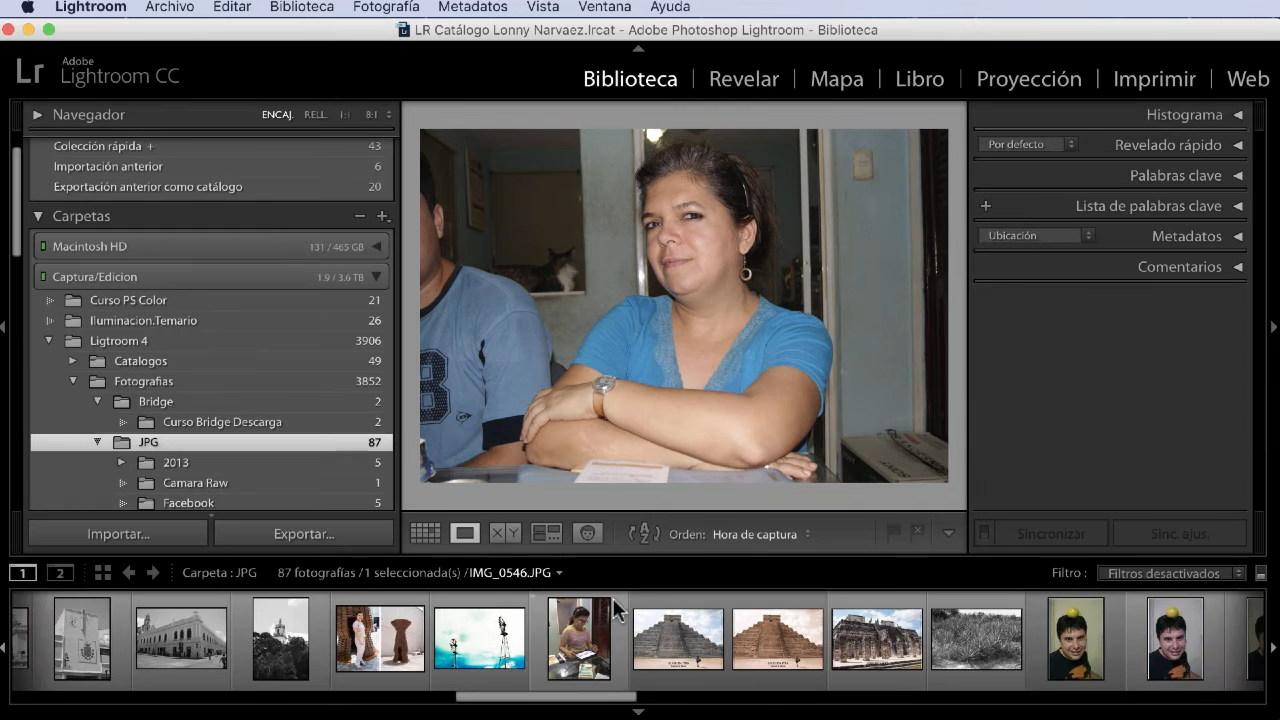 Lightroom Archivo Editar Biblioteca Fotografía Metadatos Vista Ventana Ayuda
LR Catálogo Lonny Narvaez.lrcat - Adobe Photoshop Lightroom - Biblioteca
Lr Adobe
Lightroom CC
Biblioteca Revelar Mapa Libro Proyección Imprimir Web
Navegador ENCAJ. RELL. 1:1 8:1
Colección rápida + 43
Importación anterior 6
Exportación anterior como catálogo 20
Carpetas
Macintosh HD 131 / 465 GB
Captura/Edicion 1.9 / 3.6 TB
Curso PS Color 21
Iluminacion.Temario 26
Ligtroom 4 3906
Catalogos 49
Fotografias 3852
Bridge 2
Curso Bridge Descarga 2
JPG 87
2013 5
Camara Raw 1
Facebook 5
Importar... Exportar...
Histograma
Por defecto Revelado rápido
Palabras clave
Lista de palabras clave
Ubicación Metadatos
Comentarios
X Y Orden: Hora de captura
Sincronizar Sinc. ajus.
1 2 Carpeta : JPG 87 fotografías /1 seleccionada(s) /IMG_0546.JPG Filtro : Filtros desactivados